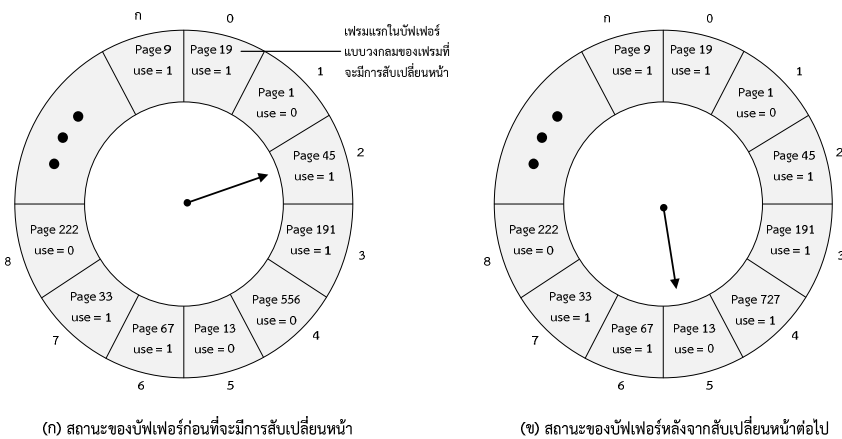 ก
0
Page 9
use = 1
Page 19
use = 1
เฟรมแรกในบัฟเฟอร์
แบบวงกลมของเฟรมที่
จะมีการสับเปลี่ยนหน้า
1
Page 1
use = 0
2
Page 45
use = 1
3
Page 191
use = 1
4
Page 556
use = 0
5
Page 13
use = 0
6
Page 67
use = 1
7
Page 33
use = 1
8
Page 222
use = 0
(ก) สถานะของบัฟเฟอร์ก่อนที่จะมีการสับเปลี่ยนหน้า
ก
0
Page 9
use = 1
Page 19
use = 1
1
Page 1
use = 0
2
Page 45
use = 1
3
Page 191
use = 1
4
Page 727
use = 1
5
Page 13
use = 0
6
Page 67
use = 1
7
Page 33
use = 1
8
Page 222
use = 0
(ข) สถานะของบัฟเฟอร์หลังจากสับเปลี่ยนหน้าต่อไป